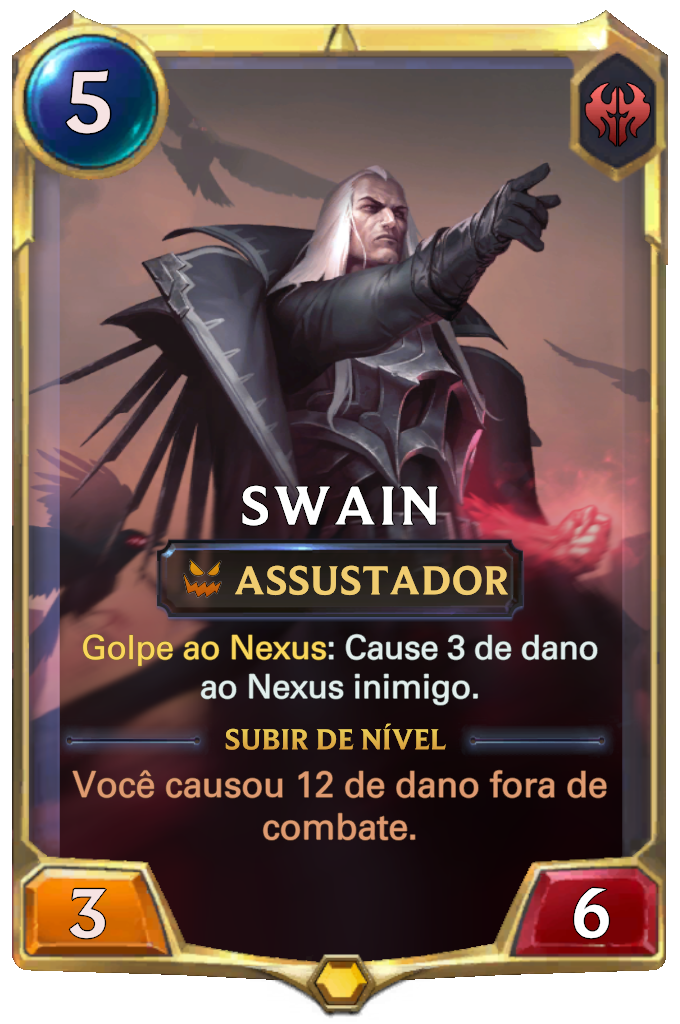 5
SWAIN
ASSUSTADOR
Golpe ao Nexus: Cause 3 de dano
ao Nexus inimigo.
SUBIR DE NÍVEL
Você causou 12 de dano fora de
combate.
3
6